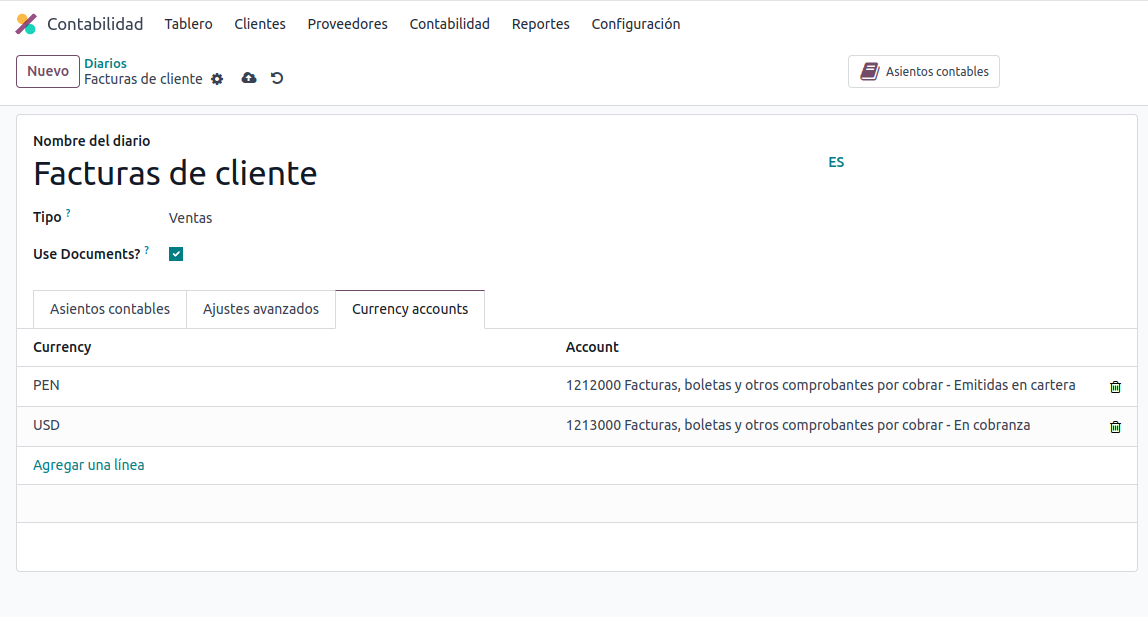 Contabilidad Tablero Clientes Proveedores Contabilidad Reportes Configuración
Nuevo
Diarios
Facturas de cliente
Asientos contables
Nombre del diario
Facturas de cliente
ES
Tipo ? Ventas
Use Documents? ?
Asientos contables Ajustes avanzados Currency accounts
Currency Account
PEN 1212000 Facturas, boletas y otros comprobantes por cobrar - Emitidas en cartera
USD 1213000 Facturas, boletas y otros comprobantes por cobrar - En cobranza
Agregar una línea